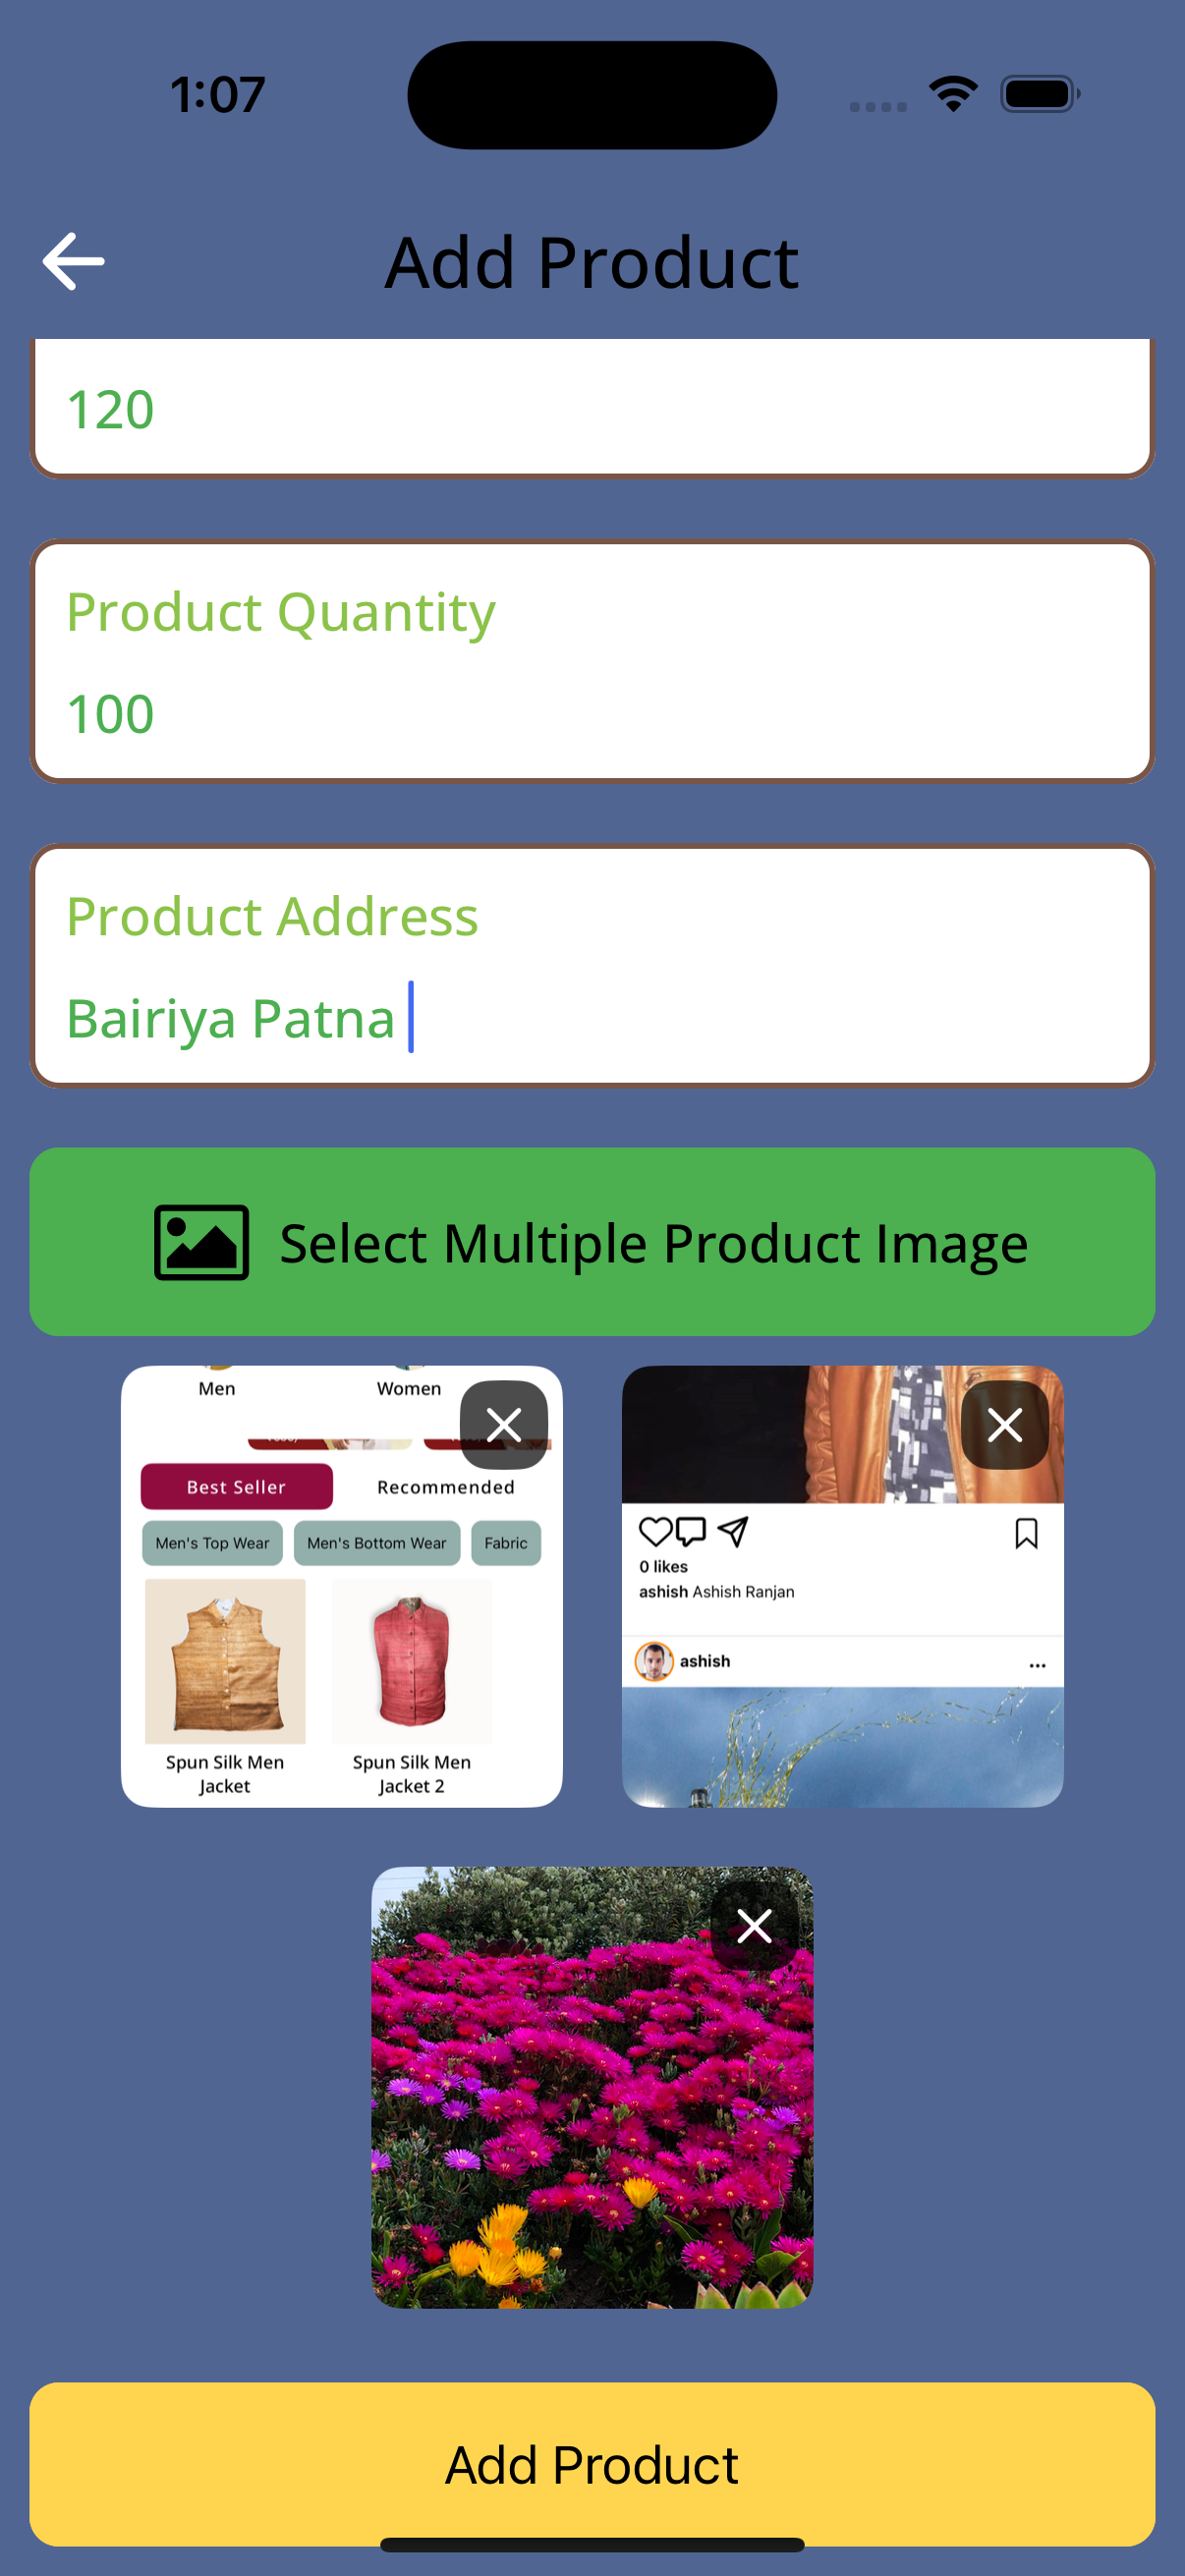 1:07
Add Product
120
Product Quantity
100
Product Address
Bairiya Patna
Select Multiple Product Image
Men Women
Best Seller Recommended
Men's Top Wear Men's Bottom Wear Fabric
Spun Silk Men Spun Silk Men
Jacket Jacket 2
0 likes
ashish Ashish Ranjan
ashish
Add Product